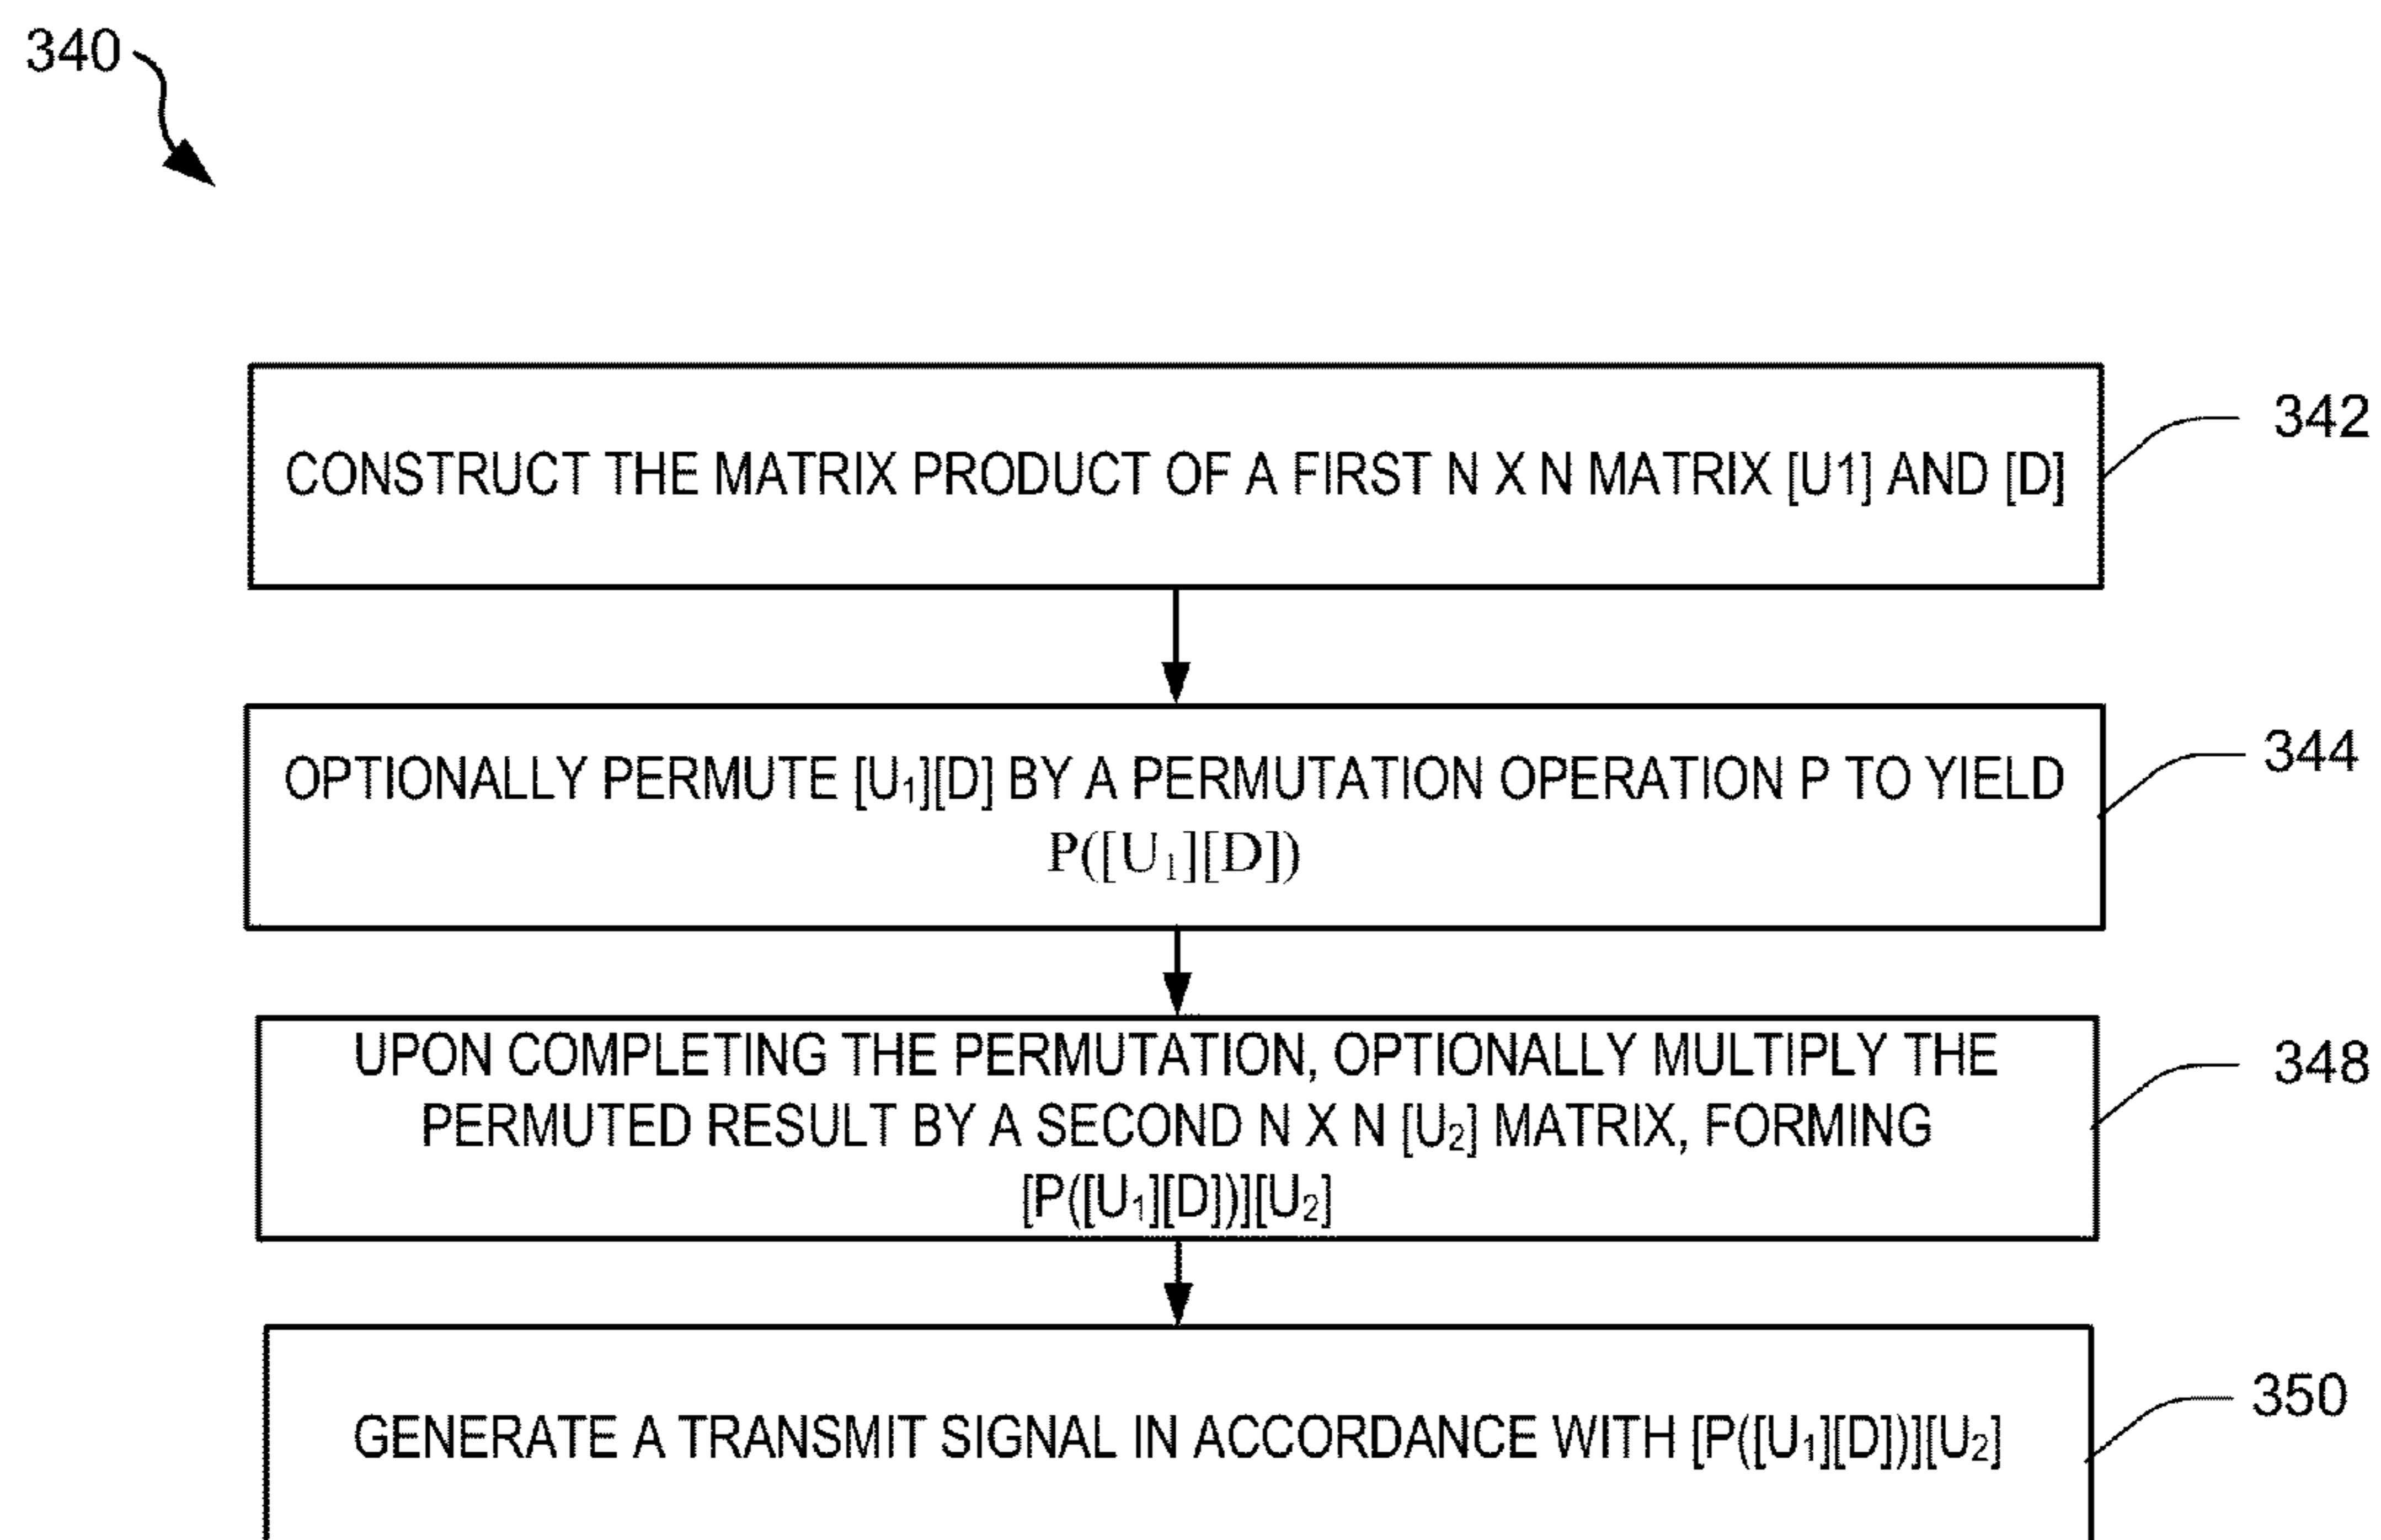 340
CONSTRUCT THE MATRIX PRODUCT OF A FIRST N X N MATRIX [U1] AND [D]
342
OPTIONALLY PERMUTE [U₁][D] BY A PERMUTATION OPERATION P TO YIELD
P([U₁][D])
344
UPON COMPLETING THE PERMUTATION, OPTIONALLY MULTIPLY THE
PERMUTED RESULT BY A SECOND N X N [U₂] MATRIX, FORMING
[P([U₁][D])][U₂]
348
GENERATE A TRANSMIT SIGNAL IN ACCORDANCE WITH [P([U₁][D])][U₂]
350